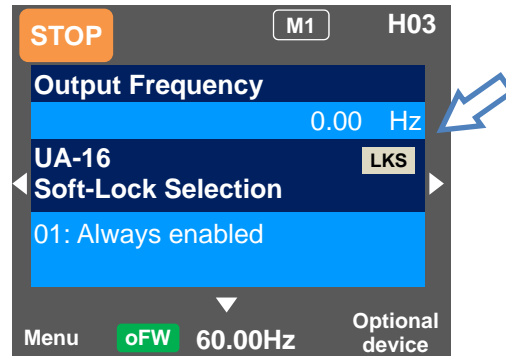 STOP M1 H03
Output Frequency
0.00 Hz
UA-16 LKS
Soft-Lock Selection
01: Always enabled
Menu oFW 60.00Hz Optional
device